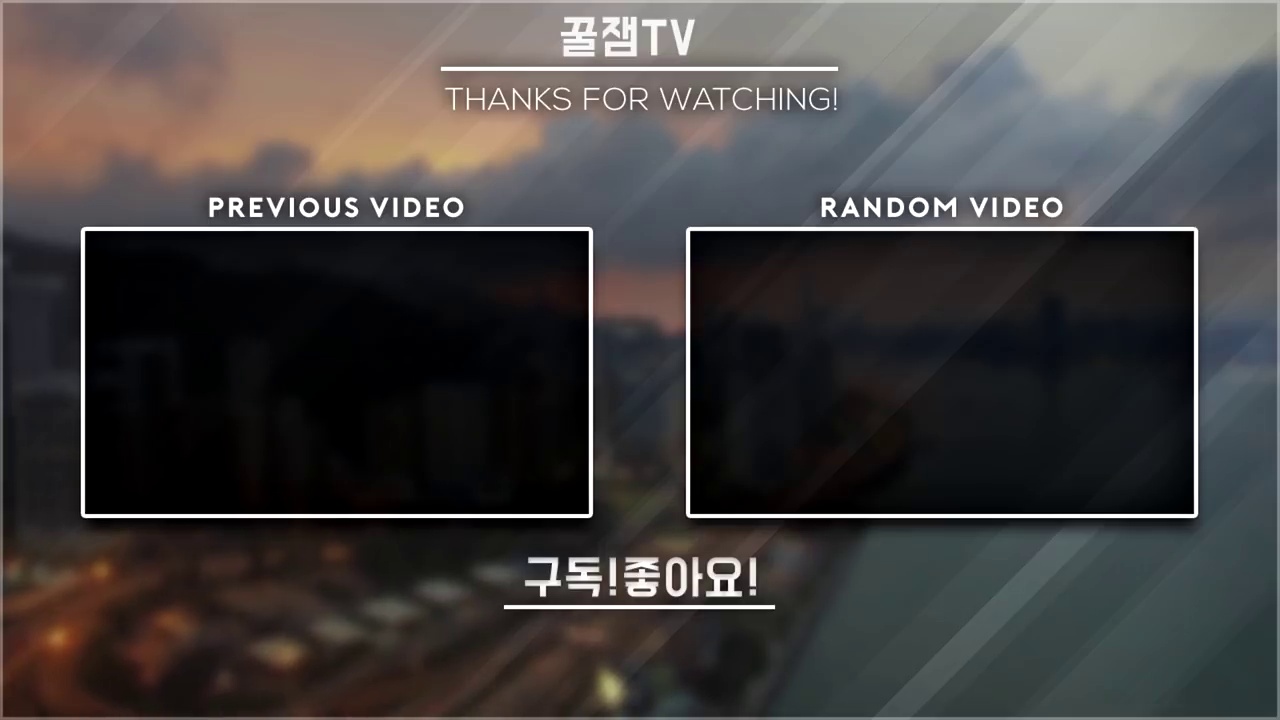 꿀잼TV
THANKS FOR WATCHING!
PREVIOUS VIDEO
RANDOM VIDEO
구독!좋아요!